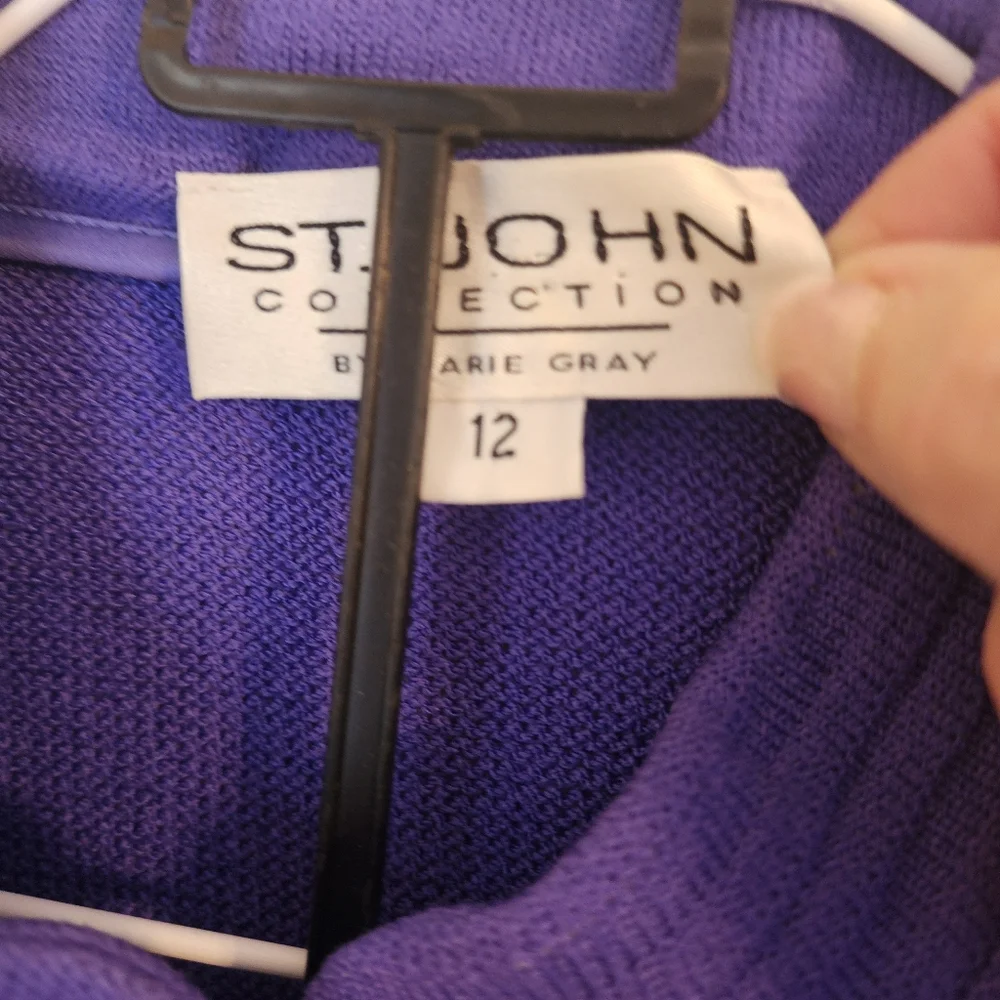 ST. JOHN
COLLECTION
BY MARIE GRAY
12